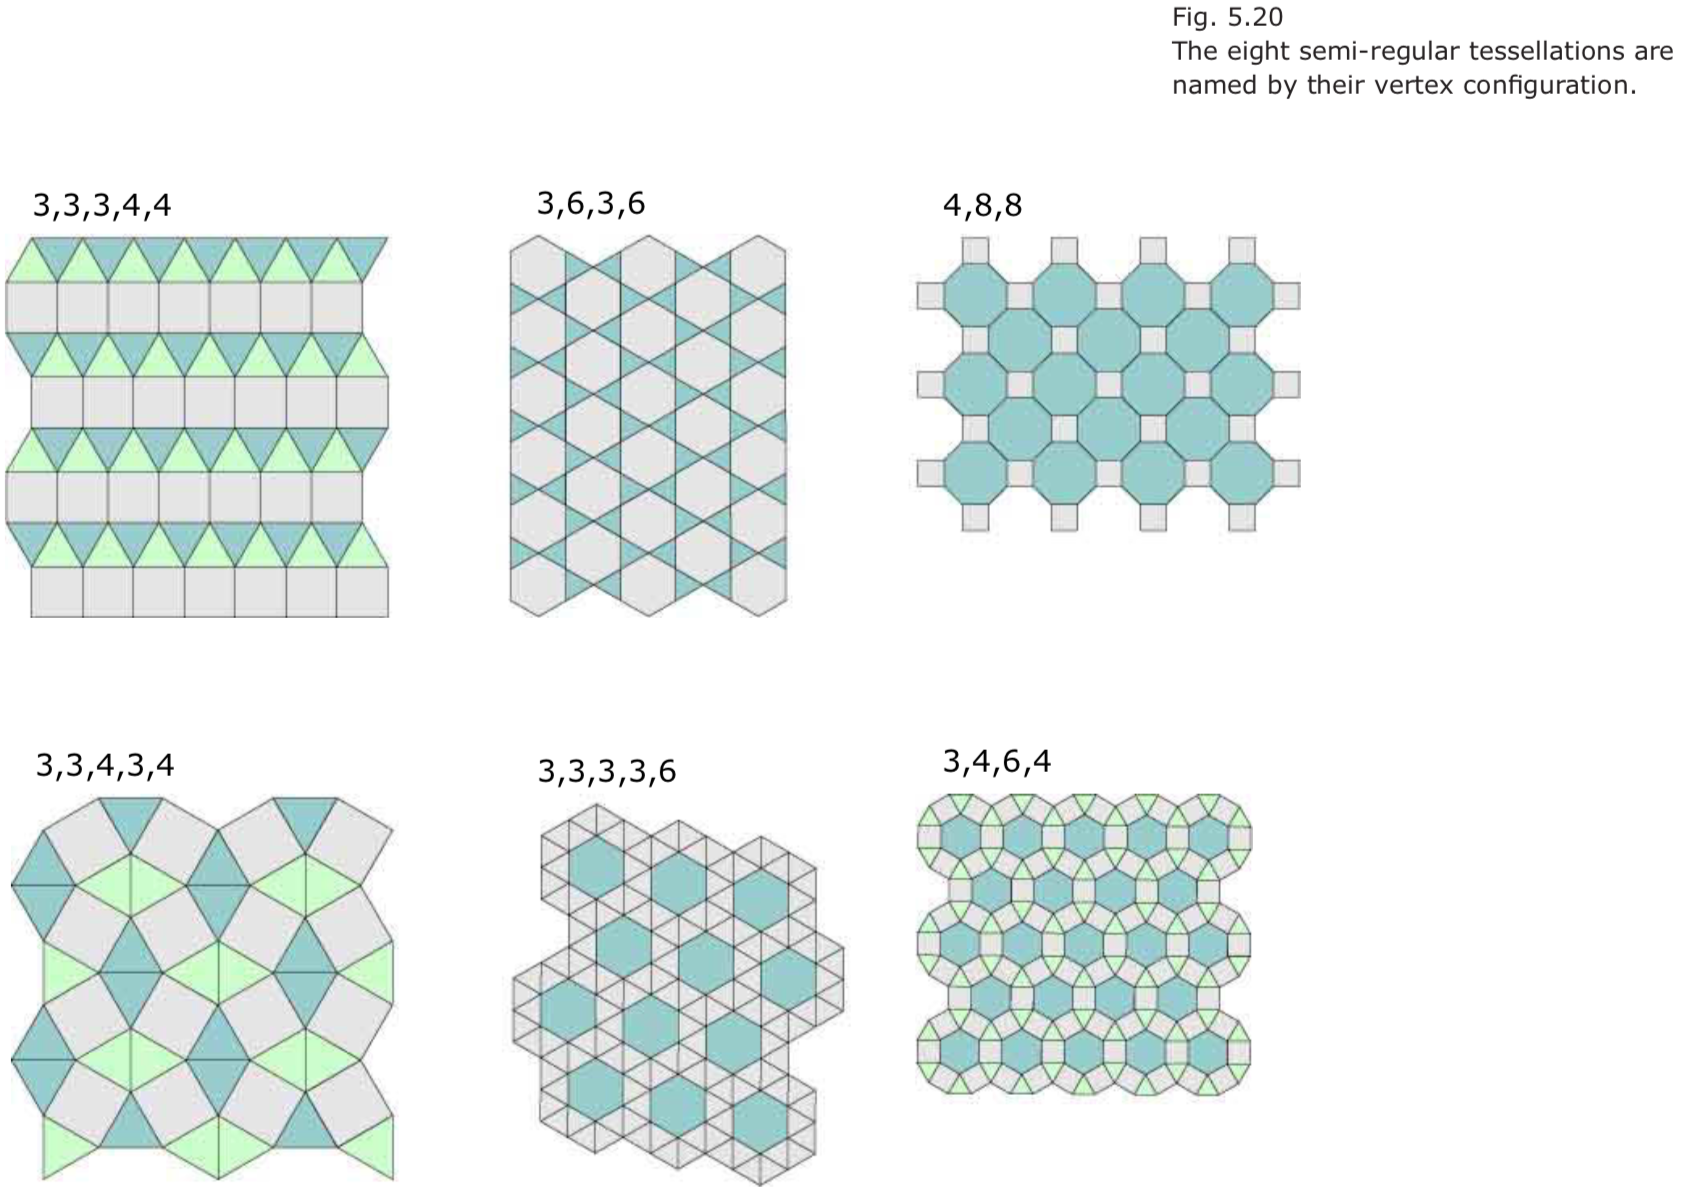 Fig. 5.20
The eight semi-regular tessellations are
named by their vertex configuration.
3,3,3,4,4
3,6,3,6
4,8,8
3,3,4,3,4
3,3,3,3,6
3,4,6,4